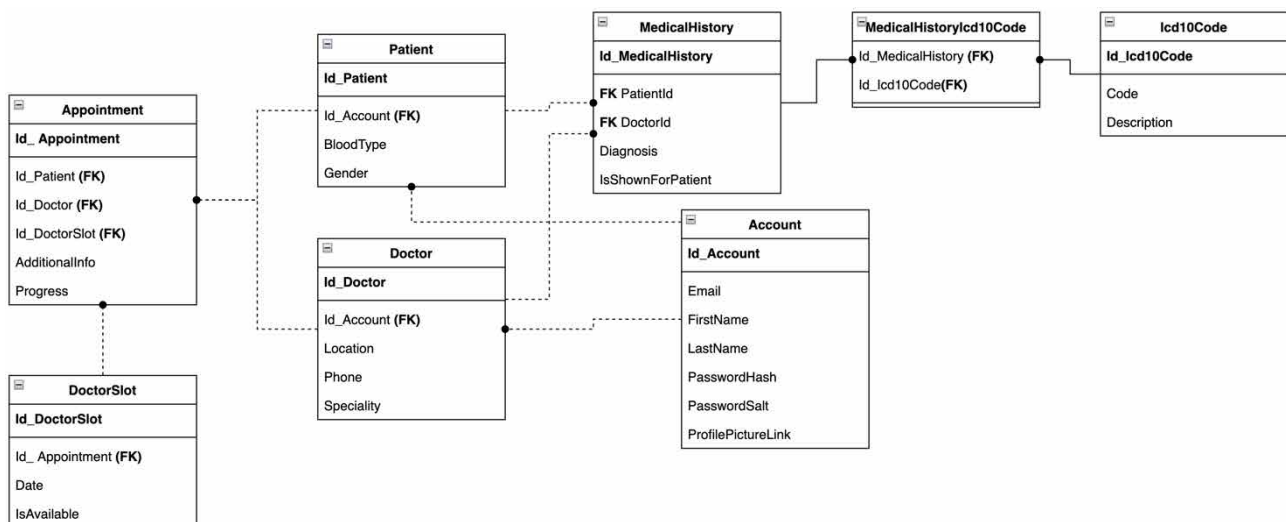 Appointment
Id_ Appointment
Id_Patient (FK)
Id_Doctor (FK)
Id_DoctorSlot (FK)
AdditionalInfo
Progress
DoctorSlot
Id_DoctorSlot
Id_ Appointment (FK)
Date
IsAvailable
Patient
Id_Patient
Id_Account (FK)
BloodType
Gender
Doctor
Id_Doctor
Id_Account (FK)
Location
Phone
Speciality
MedicalHistory
Id_MedicalHistory
FK PatientId
FK DoctorId
Diagnosis
IsShownForPatient
Account
Id_Account
Email
FirstName
LastName
PasswordHash
PasswordSalt
ProfilePictureLink
MedicalHistoryIcd10Code
Id_MedicalHistory (FK)
Id_Icd10Code(FK)
Icd10Code
Id_Icd10Code
Code
Description